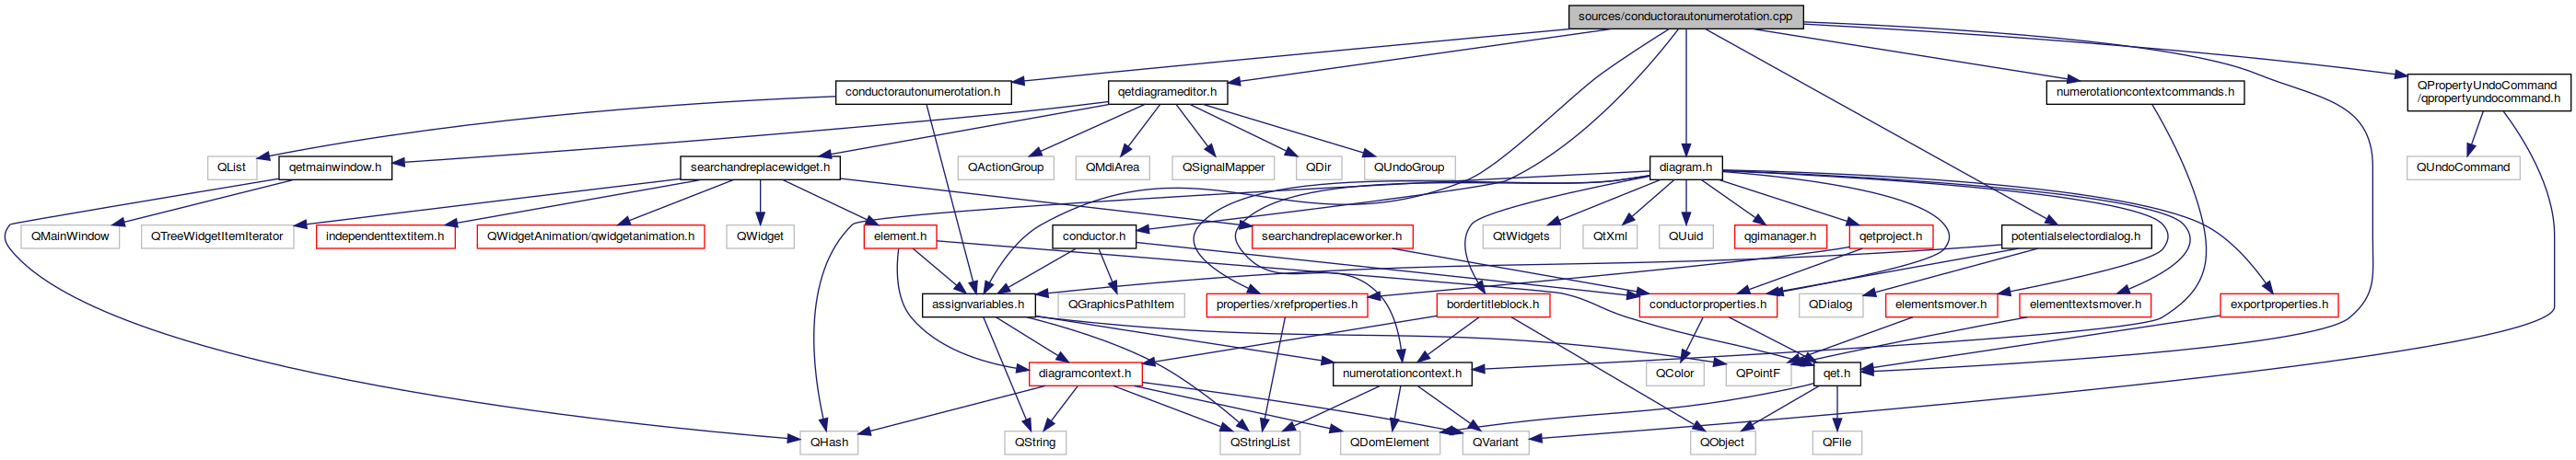 sources/conductorautonumerotation.cpp
conductorautonumerotation.h
qetdiagrameditor.h
numerotationcontextcommands.h
QPropertyUndoCommand
/qpropertyundocommand.h
QList
qetmainwindow.h
searchandreplacewidget.h
QActionGroup
QMdiArea
QSignalMapper
QDir
QUndoGroup
diagram.h
QUndoCommand
QMainWindow
QTreeWidgetItemIterator
independenttextitem.h
QWidgetAnimation/qwidgetanimation.h
QWidget
element.h
conductor.h
searchandreplaceworker.h
QtWidgets
QtXml
QUuid
qgimanager.h
qetproject.h
potentialselectordialog.h
assignvariables.h
QGraphicsPathItem
properties/xrefproperties.h
bordertitleblock.h
conductorproperties.h
QDialog
elementsmover.h
elementtextsmover.h
exportproperties.h
diagramcontext.h
numerotationcontext.h
QColor
QPointF
qet.h
QHash
QString
QStringList
QDomElement
QVariant
QObject
QFile